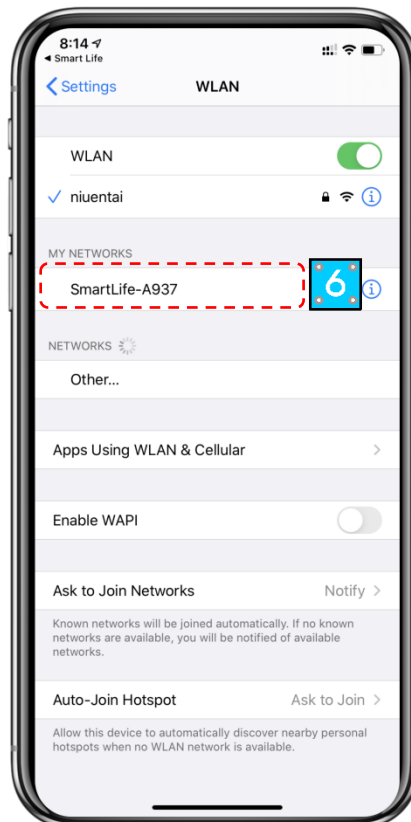 8:14
◀ Smart Life
Settings WLAN
WLAN
niuentai
MY NETWORKS
SmartLife-A937 6
NETWORKS
Other...
Apps Using WLAN & Cellular
Enable WAPI
Ask to Join Networks Notify
Known networks will be joined automatically. If no known
networks are available, you will be notified of available
networks.
Auto-Join Hotspot Ask to Join
Allow this device to automatically discover nearby personal
hotspots when no WLAN network is available.